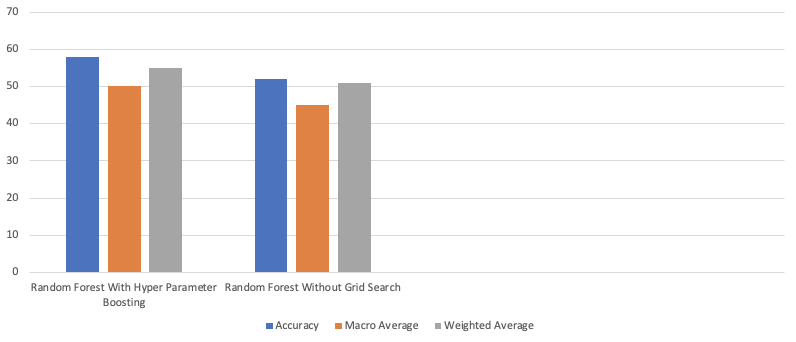 70
60
50
40
30
20
10
0
Random Forest With Hyper Parameter
Boosting
Random Forest Without Grid Search
Accuracy
Macro Average
Weighted Average